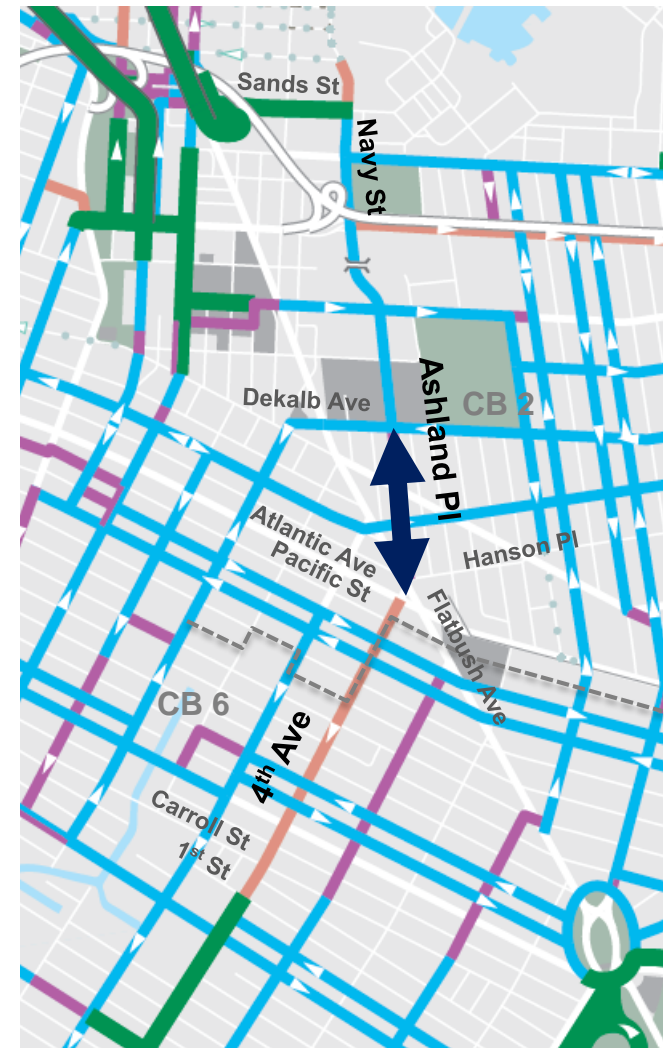 Sands St
Navy St
Ashland Pl
Dekalb Ave
CB 2
Atlantic Ave
Pacific St
Hanson Pl
Flatbush Ave
CB 6
4th Ave
Carroll St
1st St